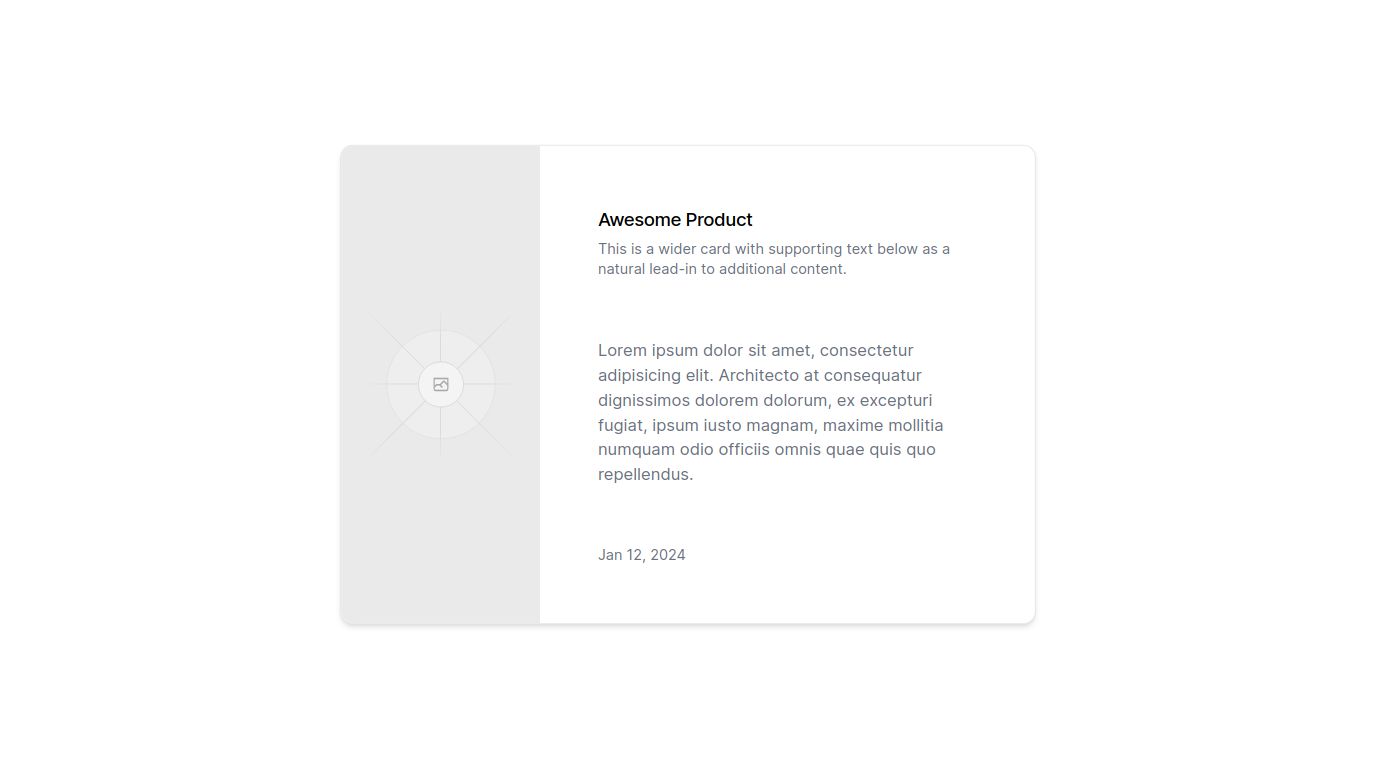 Awesome Product
This is a wider card with supporting text below as a
natural lead-in to additional content.
Lorem ipsum dolor sit amet, consectetur
adipisicing elit. Architecto at consequatur
dignissimos dolorem dolorum, ex excepturi
fugiat, ipsum iusto magnam, maxime mollitia
numquam odio officiis omnis quae quis quo
repellendus.
Jan 12, 2024